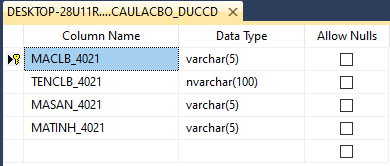 DESKTOP-28U11R....CAULACBO_DUCCD
Column Name Data Type Allow Nulls
MACLB_4021 varchar(5)
TENCLB_4021 nvarchar(100)
MASAN_4021 varchar(5)
MATINH_4021 varchar(5)